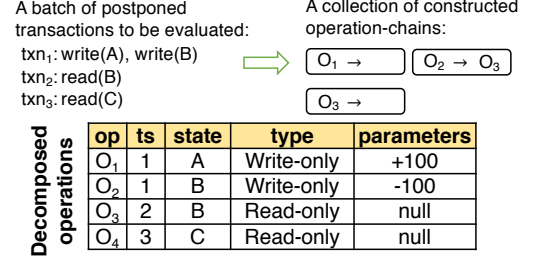 A batch of postponed
transactions to be evaluated:
txn₁: write(A), write(B)
txn₂: read(B)
txn₃: read(C)
A collection of constructed
operation-chains:
O₁ →
O₂ → O₃
O₃ →
Decomposed
operations
op ts state type parameters
O₁ 1 A Write-only +100
O₂ 1 B Write-only -100
O₃ 2 B Read-only null
O₄ 3 C Read-only null